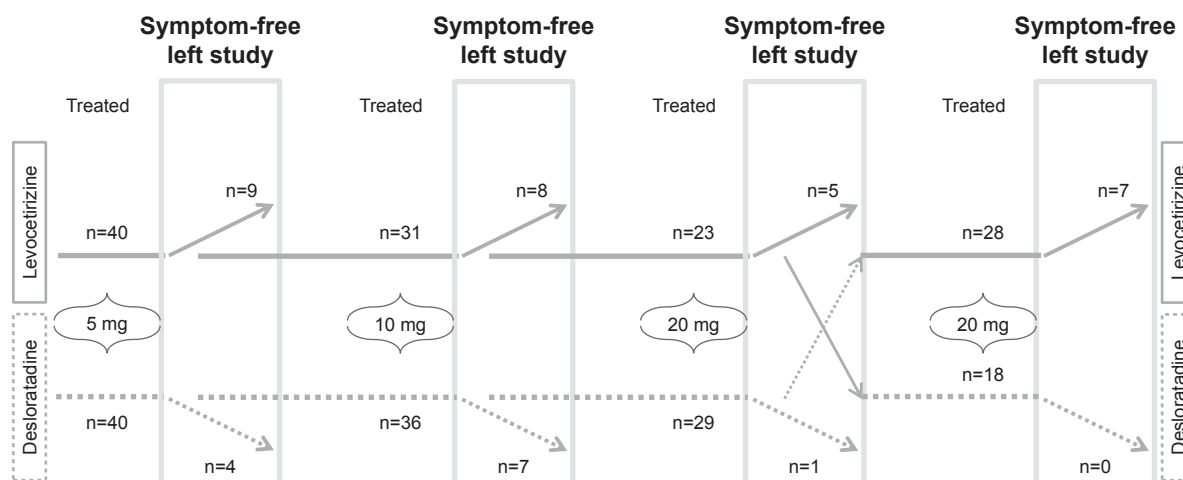 Symptom-free
left study
Symptom-free
left study
Symptom-free
left study
Symptom-free
left study
Treated
Treated
Treated
Treated
Levocetirizine
Levocetirizine
n=9
n=8
n=5
n=7
n=40
n=31
n=23
n=28
5 mg
10 mg
20 mg
20 mg
Desloratadine
Desloratadine
n=18
n=40
n=36
n=29
n=4
n=7
n=1
n=0